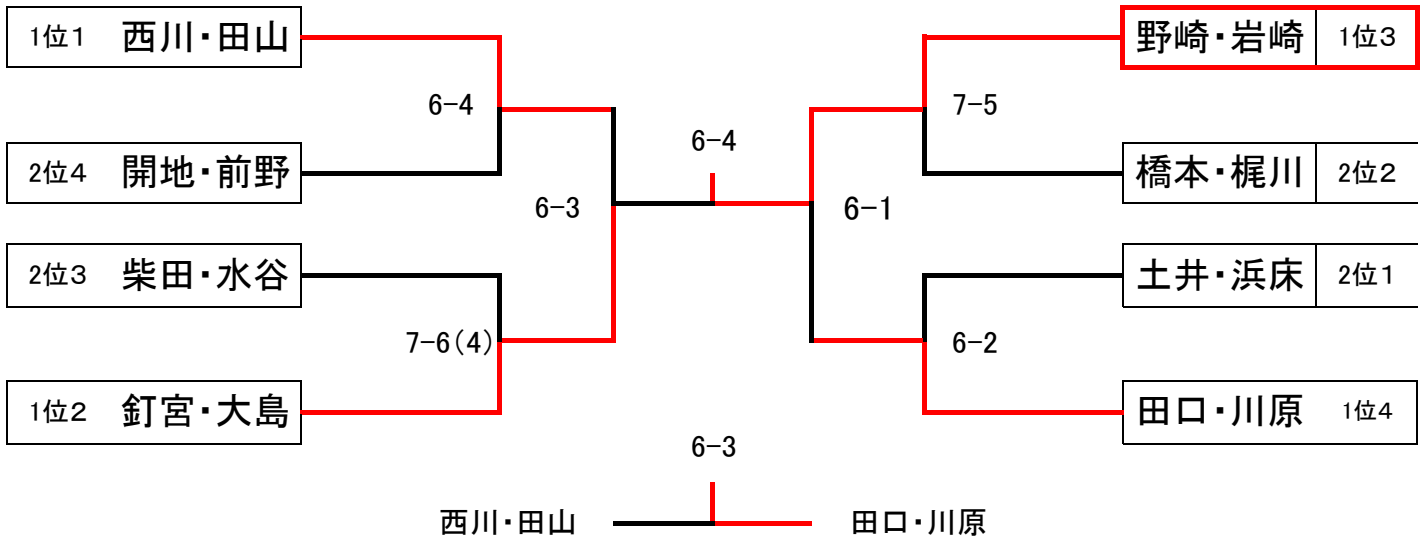 1位1 西川・田山
野崎・岩崎 1位3
6-4
7-5
6-4
2位4 開地・前野
橋本・梶川 2位2
6-3
6-1
2位3 柴田・水谷
土井・浜床 2位1
7-6(4)
6-2
1位2 釘宮・大島
田口・川原 1位4
6-3
西川・田山
田口・川原